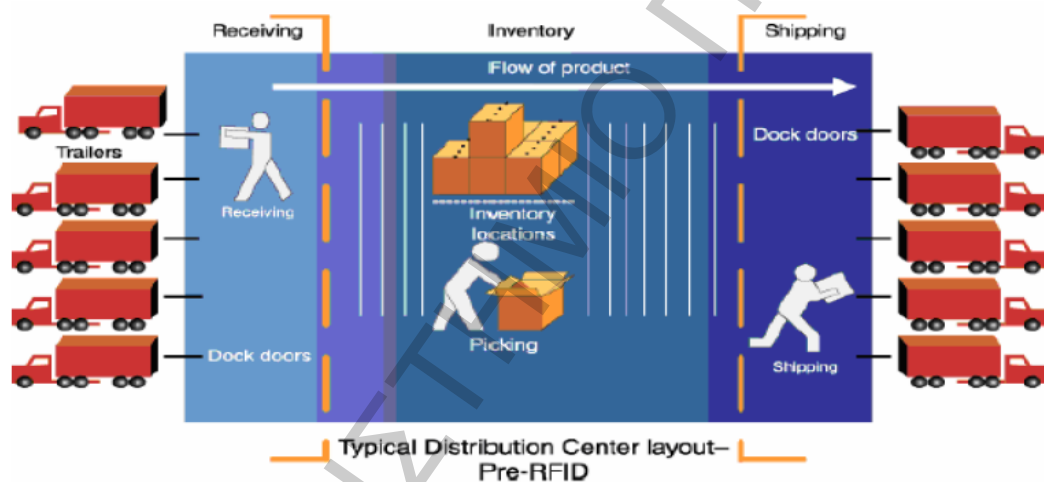 Receiving
Inventory
Shipping
Flow of product
Trailers
Receiving
Dock doors
Inventory
locations
Picking
Dock doors
Shipping
Typical Distribution Center layout–
Pre-RFID